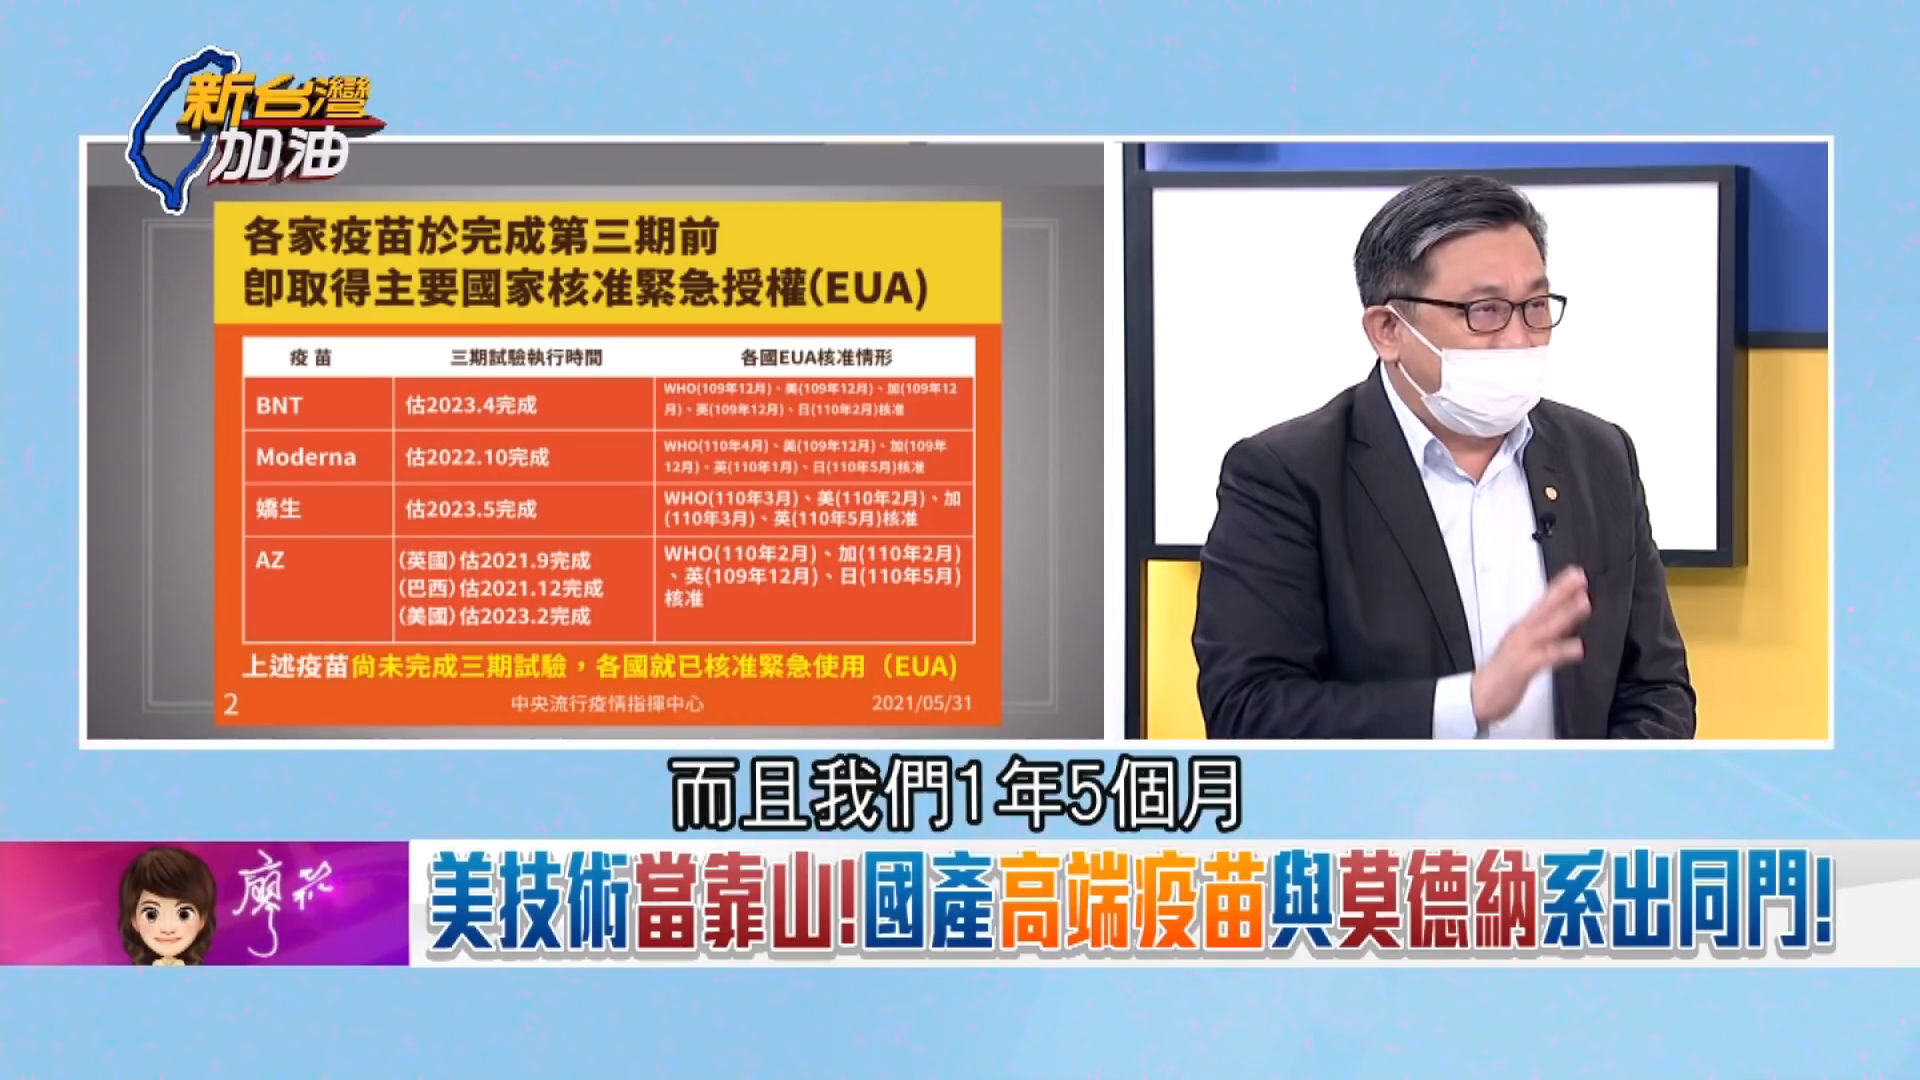 新台灣
加油
各家疫苗於完成第三期前
即取得主要國家核准緊急授權(EUA)
疫苗 三期試驗執行時間 各國EUA核准情形
BNT 估2023.4完成 WHO(109年12月)、美(109年12月)、加(109年12
月)、英(109年12月)、日(110年2月)核准
Moderna 估2022.10完成 WHO(110年4月)、美(109年12月)、加(109年
12月)、英(110年1月)、日(110年5月)核准
嬌生 估2023.5完成 WHO(110年3月)、美(110年2月)、加
(110年3月)、英(110年5月)核准
AZ (英國)估2021.9完成 WHO(110年2月)、加(110年2月)
(巴西)估2021.12完成 、英(109年12月)、日(110年5月)
(美國)估2023.2完成 核准
上述疫苗尚未完成三期試驗，各國就已核准緊急使用（EUA)
2 中央流行疫情指揮中心 2021/05/31
而且我們1年5個月
廖
美技術當靠山!國產高端疫苗與莫德納系出同門!